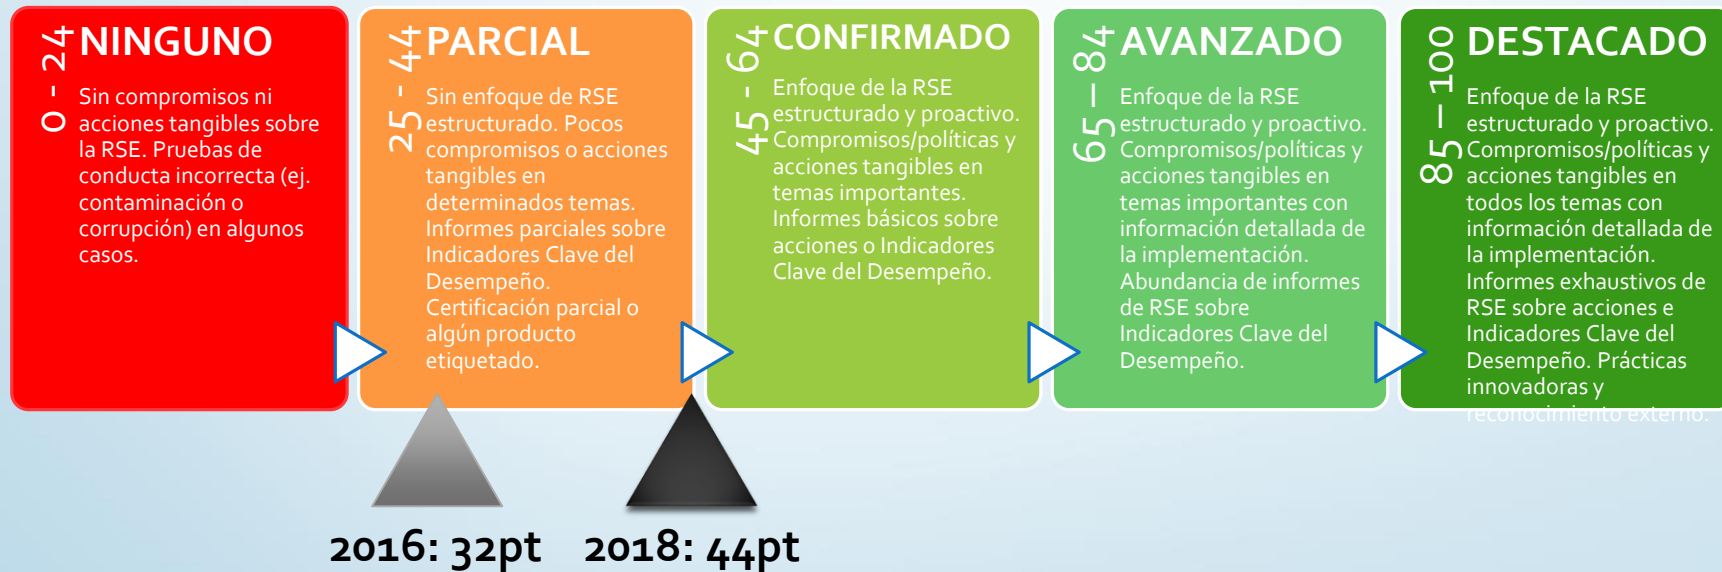 0 - 24
NINGUNO
Sin compromisos ni
acciones tangibles sobre
la RSE. Pruebas de
conducta incorrecta (ej.
contaminación o
corrupción) en algunos
casos.
25 - 44
PARCIAL
Sin enfoque de RSE
estructurado. Pocos
compromisos o acciones
tangibles en
determinados temas.
Informes parciales sobre
Indicadores Clave del
Desempeño.
Certificación parcial o
algún producto
etiquetado.
45 - 64
CONFIRMADO
Enfoque de la RSE
estructurado y proactivo.
Compromisos/políticas y
acciones tangibles en
temas importantes.
Informes básicos sobre
acciones o Indicadores
Clave del Desempeño.
65 – 84
AVANZADO
Enfoque de la RSE
estructurado y proactivo.
Compromisos/políticas y
acciones tangibles en
temas importantes con
información detallada de
la implementación.
Abundancia de informes
de RSE sobre
Indicadores Clave del
Desempeño.
85 – 100
DESTACADO
Enfoque de la RSE
estructurado y proactivo.
Compromisos/políticas y
acciones tangibles en
todos los temas con
información detallada de
la implementación.
Informes exhaustivos de
RSE sobre acciones e
Indicadores Clave del
Desempeño. Prácticas
innovadoras y
reconocimiento externo.
2016: 32pt
2018: 44pt